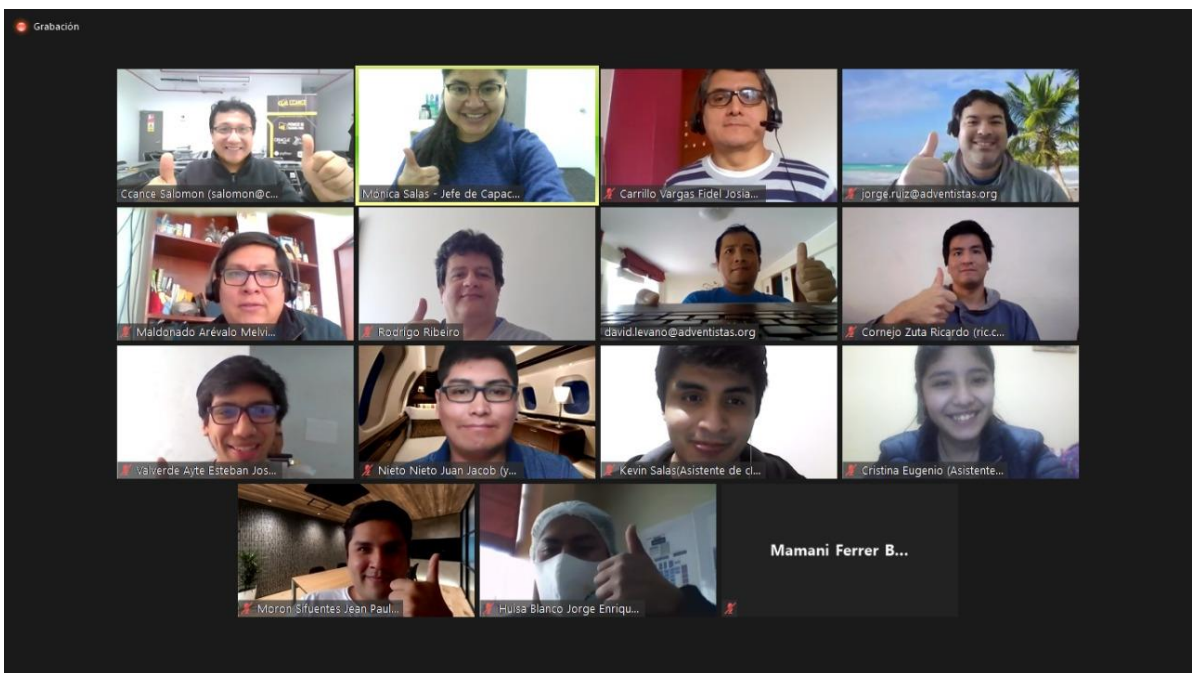 Grabación
Ccance Salomon (salomon@c...
Mónica Salas - Jefe de Capac...
Carrillo Vargas Fidel Josia...
jorge.ruiz@adventistas.org
Maldonado Arévalo Melvi...
Rodrigo Ribeiro
david.levano@adventistas.org
Cornejo Zuta Ricardo (ric.c...
Valverde Ayte Esteban Jos...
Nieto Nieto Juan Jacob (y...
Kevin Salas(Asistente de cl...
Cristina Eugenio (Asistente...
Moron Sifuentes Jean Paul...
Huisa Blanco Jorge Enriqu...
Mamani Ferrer B...